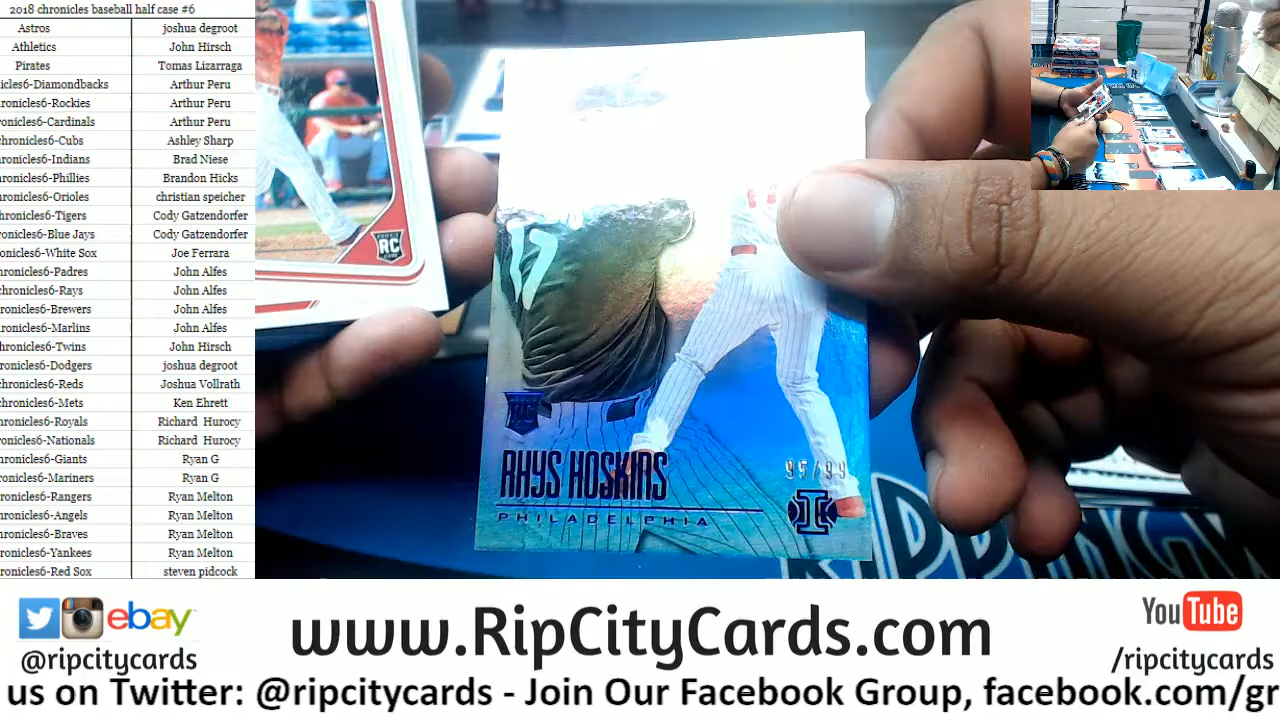 2018 chronicles baseball half case #6
Astros joshua degroot
Athletics John Hirsch
Pirates Tomas Lizarraga
icles6-Diamondbacks Arthur Peru
ronicles6-Rockies Arthur Peru
ronicles6-Cardinals Arthur Peru
chronicles6-Cubs Ashley Sharp
hronicles6-Indians Brad Niese
hronicles6-Phillies Brandon Hicks
ronicles6-Orioles christian speicher
hronicles6-Tigers Cody Gatzendorfer
ronicles6-Blue Jays Cody Gatzendorfer
onicles6-White Sox Joe Ferrara
hronicles6-Padres John Alfes
chronicles6-Rays John Alfes
ronicles6-Brewers John Alfes
ronicles6-Marlins John Alfes
hronicles6-Twins John Hirsch
ronicles6-Dodgers joshua degroot
chronicles6-Reds Joshua Vollrath
chronicles6-Mets Ken Ehrett
hronicles6-Royals Richard Hurocy
onicles6-Nationals Richard Hurocy
hronicles6-Giants Ryan G
ronicles6-Mariners Ryan G
ronicles6-Rangers Ryan Melton
hronicles6-Angels Ryan Melton
hronicles6-Braves Ryan Melton
ronicles6-Yankees Ryan Melton
ronicles6-Red Sox steven pidcock
RC
17
RC
RHYS HOSKINS
PHILADELPHIA
95/99
I
RIPPINGW
ebay
@ripcitycards
www.RipCityCards.com
YouTube
/ripcitycards
us on Twitter: @ripcitycards - Join Our Facebook Group, facebook.com/gr